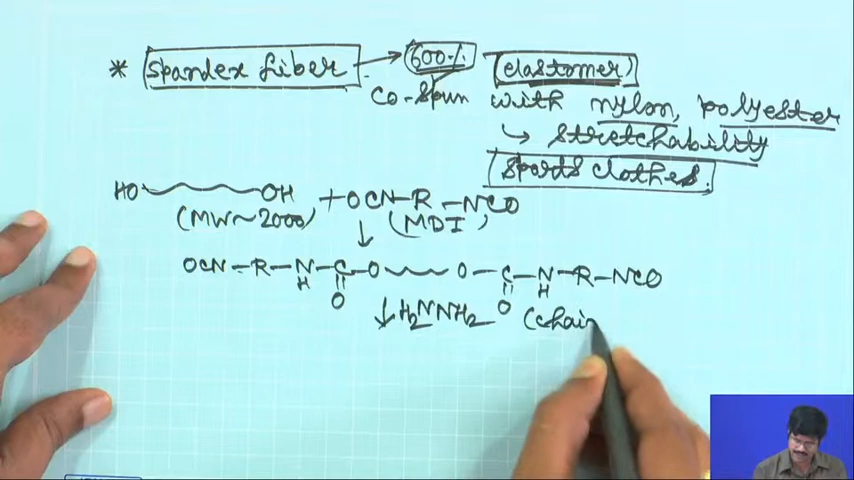 * Spandex fiber → 600% (elastomer)
co-spun with nylon, polyester
↳ stretchability
sports clothes.
HO OH + OCN-R-NCO
(MW~2000) (MDI)
↓
OCN-R-N-C-O O-C-N-R-NCO
H O O H
↓ H2NNH2 (chain